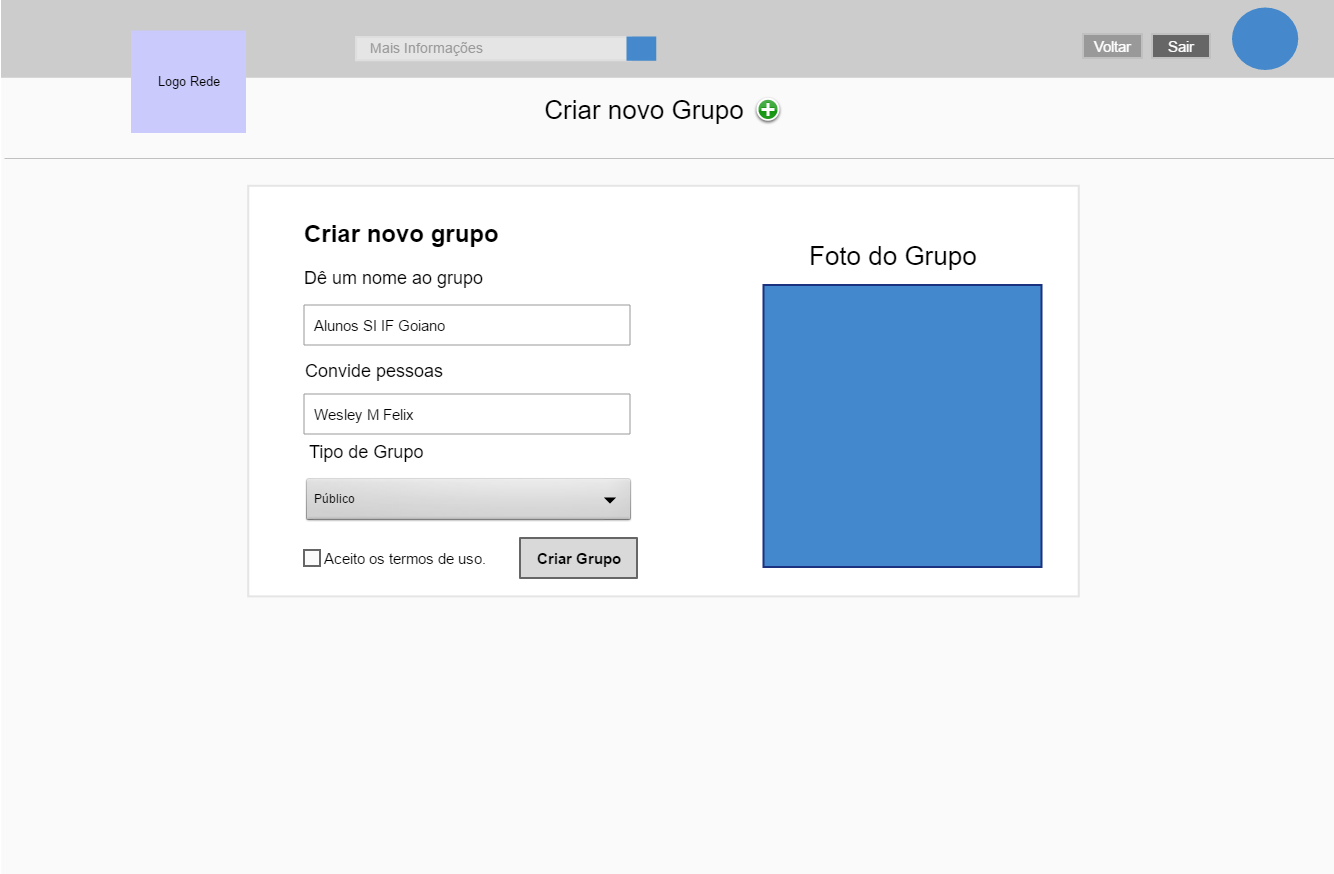 Mais Informações
Voltar
Sair
Logo Rede
Criar novo Grupo
Criar novo grupo
Foto do Grupo
Dê um nome ao grupo
Alunos SI IF Goiano
Convide pessoas
Wesley M Felix
Tipo de Grupo
Público
Aceito os termos de uso.
Criar Grupo